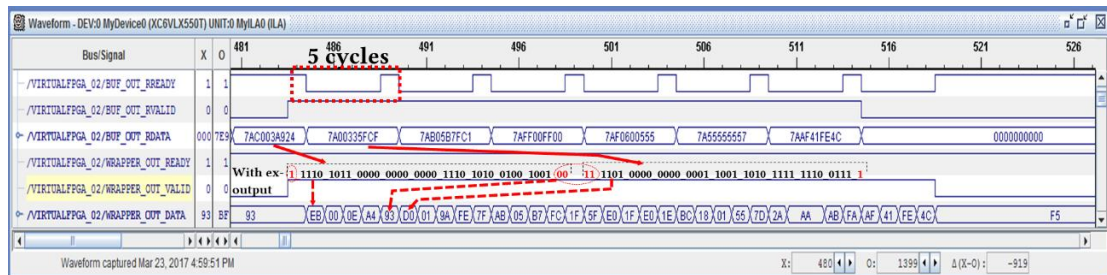 Waveform - DEV:0 MyDevice0 (XC6VLX550T) UNIT:0 MyILA0 (ILA)
Bus/Signal X O 481 486 491 496 501 506 511 516 521 526
5 cycles
/VIRTUALFPGA_02/BUF_OUT_RREADY 1 1
/VIRTUALFPGA_02/BUF_OUT_RVALID 0 0
/VIRTUALFPGA_02/BUF_OUT_RDATA 000 7E9 7AC003A924 7A00335FCF 7AB05B7FC1 7AFF00FF00 7AF0600555 7A55555557 7AAF41FE4C 0000000000
/VIRTUALFPGA_02/WRAPPER_OUT_READY 1 1 With ex- 1 1110 1011 0000 0000 0000 1110 1010 0100 1001 00 11 1101 0000 0000 0001 1001 1010 1111 1110 0111 1
/VIRTUALFPGA_02/WRAPPER_OUT_VALID 0 0 output
/VIRTUALFPGA_02/WRAPPER_OUT_DATA 93 BF 93 EB 00 0E A4 93 D0 01 9A FE 7F AB 05 B7 FC 1F 5F E0 1F E0 1E BC 18 01 55 7D 2A AA AB FA AF 41 FE 4C F5
Waveform captured Mar 23, 2017 4:59:51 PM X: 480 O: 1399 Δ(X-O): -919